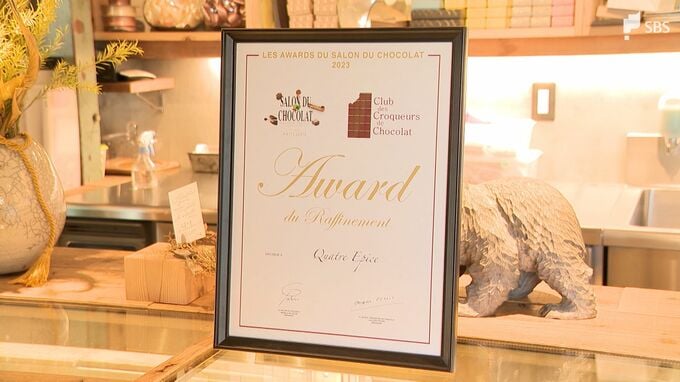 SBS
LES AWARDS DU SALON DU CHOCOLAT
2023
SALON DU
CHOCOLAT
Club
des
Croqueurs
de
Chocolat
Award
du Raffinement
Quatre Epice